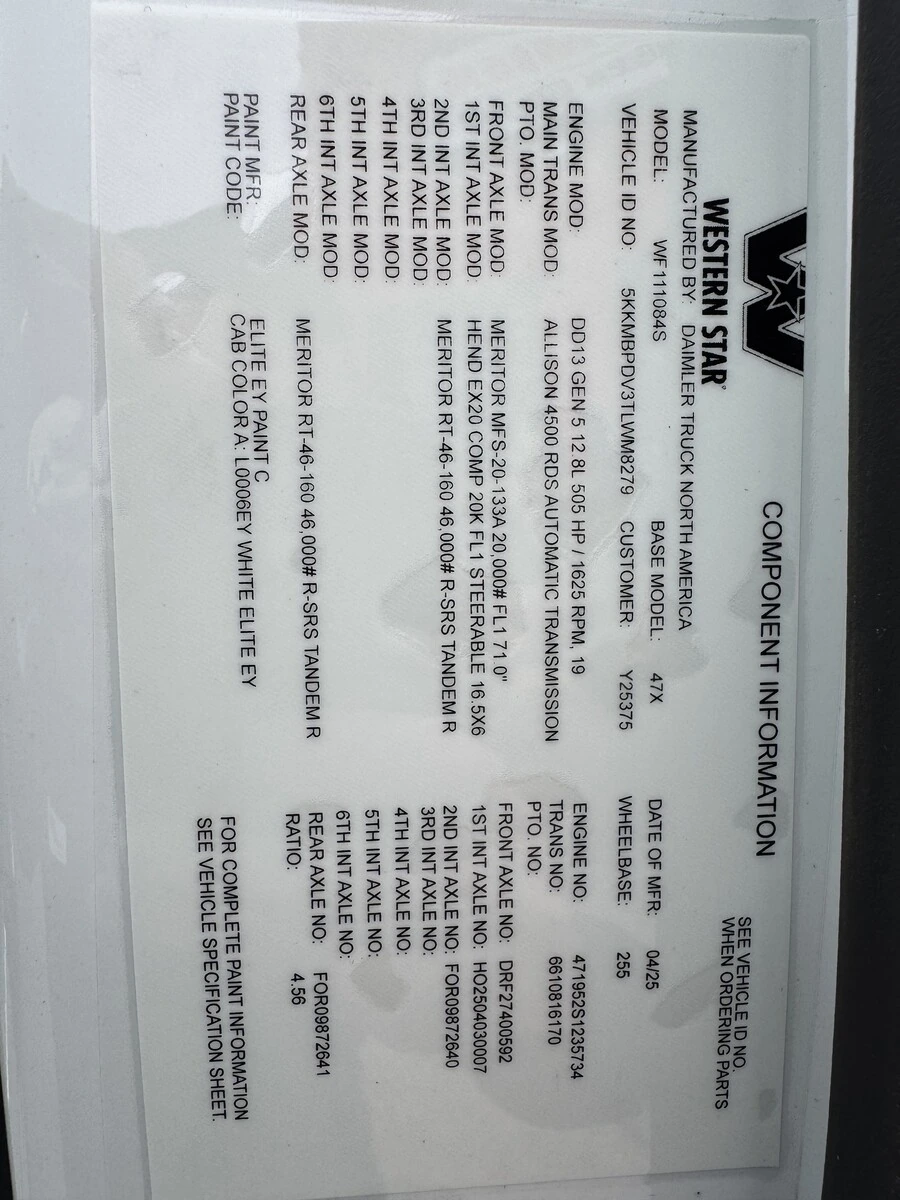 WESTERN STAR®
COMPONENT INFORMATION
SEE VEHICLE ID NO.
WHEN ORDERING PARTS
MANUFACTURED BY: DAIMLER TRUCK NORTH AMERICA
MODEL: WF111084S BASE MODEL: 47X DATE OF MFR: 04/25
VEHICLE ID NO: 5KKMBPDV3TLWM8279 CUSTOMER: Y25375 WHEELBASE: 255
ENGINE MOD: DD13 GEN 5 12.8L 505 HP / 1625 RPM, 19 ENGINE NO: 471952S1235734
MAIN TRANS MOD: ALLISON 4500 RDS AUTOMATIC TRANSMISSION TRANS NO: 6610816170
PTO. MOD: PTO. NO:
FRONT AXLE MOD: MERITOR MFS-20-133A 20,000# FL1 71.0" FRONT AXLE NO: DRF27400592
1ST INT AXLE MOD: HEND EX20 COMP 20K FL1 STEERABLE 16.5X6 1ST INT AXLE NO: HO2504030007
2ND INT AXLE MOD: MERITOR RT-46-160 46,000# R-SRS TANDEM R 2ND INT AXLE NO: FOR09872640
3RD INT AXLE MOD: 3RD INT AXLE NO:
4TH INT AXLE MOD: 4TH INT AXLE NO:
5TH INT AXLE MOD: 5TH INT AXLE NO:
6TH INT AXLE MOD: 6TH INT AXLE NO:
REAR AXLE MOD: MERITOR RT-46-160 46,000# R-SRS TANDEM R REAR AXLE NO: FOR09872641
RATIO: 4.56
PAINT MFR: ELITE EY PAINT C
PAINT CODE: CAB COLOR A: L0006EY WHITE ELITE EY
FOR COMPLETE PAINT INFORMATION
SEE VEHICLE SPECIFICATION SHEET.